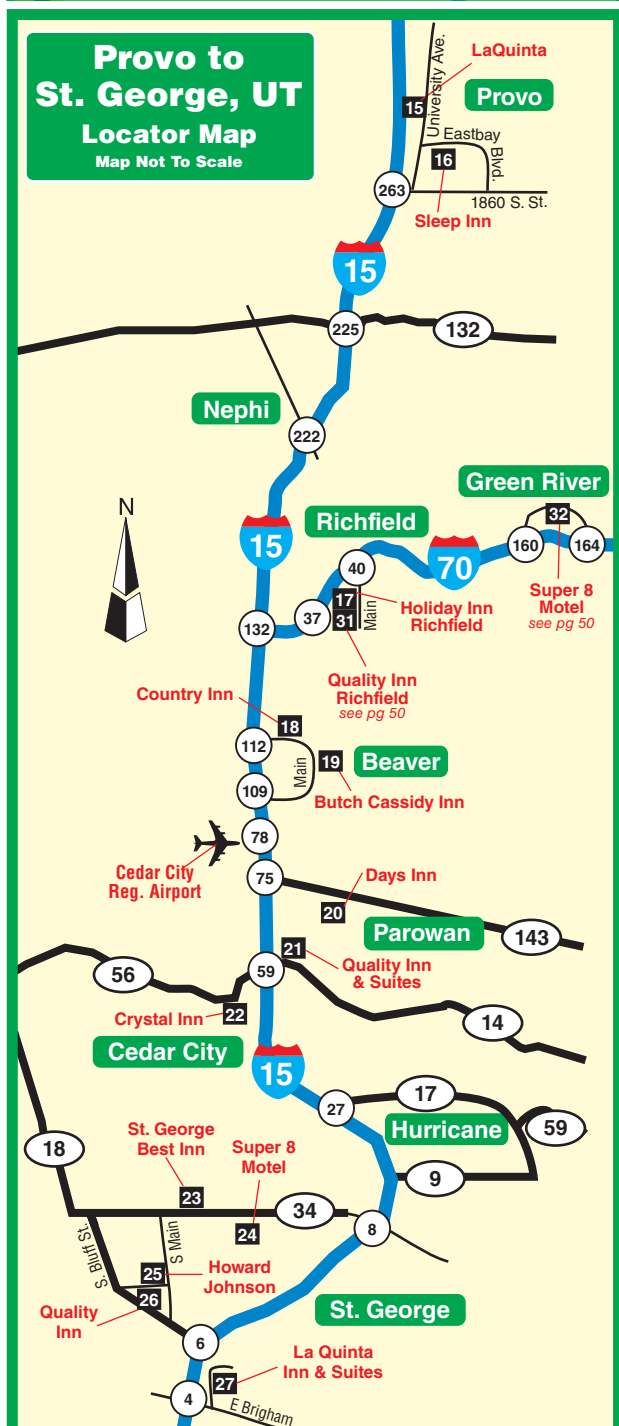 Provo to
St. George, UT
Locator Map
Map Not To Scale
University Ave.
LaQuinta
15
Provo
Eastbay
Blvd.
16
263
1860 S. St.
Sleep Inn
15
225
132
Nephi
222
N
15
Green River
32
Richfield
160
164
70
40
Super 8
Motel
see pg 50
17
Holiday Inn
Richfield
37
31
Main
132
Quality Inn
Richfield
see pg 50
Country Inn
18
112
19
Beaver
Main
109
Butch Cassidy Inn
78
Cedar City
Reg. Airport
75
Days Inn
20
Parowan
143
21
Quality Inn
& Suites
56
59
Crystal Inn
22
14
Cedar City
15
27
17
59
Hurricane
18
St. George
Best Inn
Super 8
Motel
9
23
34
24
8
S. Bluff St.
S Main
25
Howard
Johnson
26
Quality
Inn
St. George
6
La Quinta
Inn & Suites
27
4
E Brigham